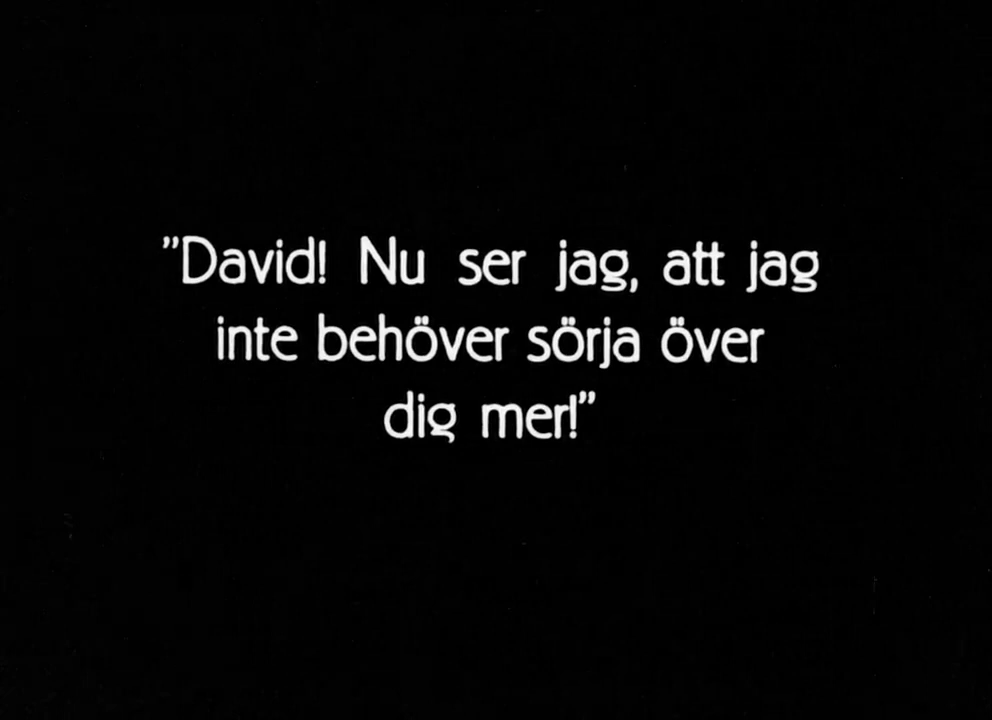 ”David! Nu ser jag, att jag
inte behöver sörja över
dig mer!”